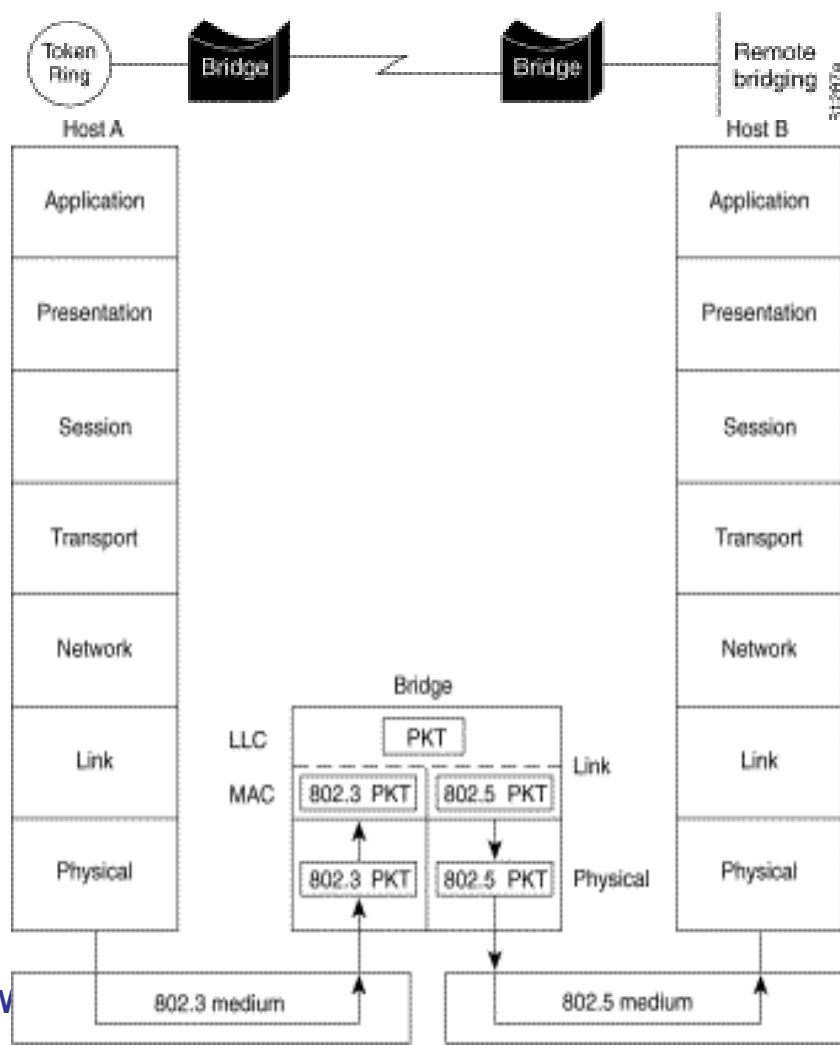 Token
Ring
Bridge
Bridge
Remote
bridging
Host A
Host B
Application
Application
Presentation
Presentation
Session
Session
Transport
Transport
Network
Network
Bridge
LLC
PKT
Link
Link
Link
MAC
802.3 PKT
802.5 PKT
Physical
802.3 PKT
802.5 PKT
Physical
Physical
802.3 medium
802.5 medium